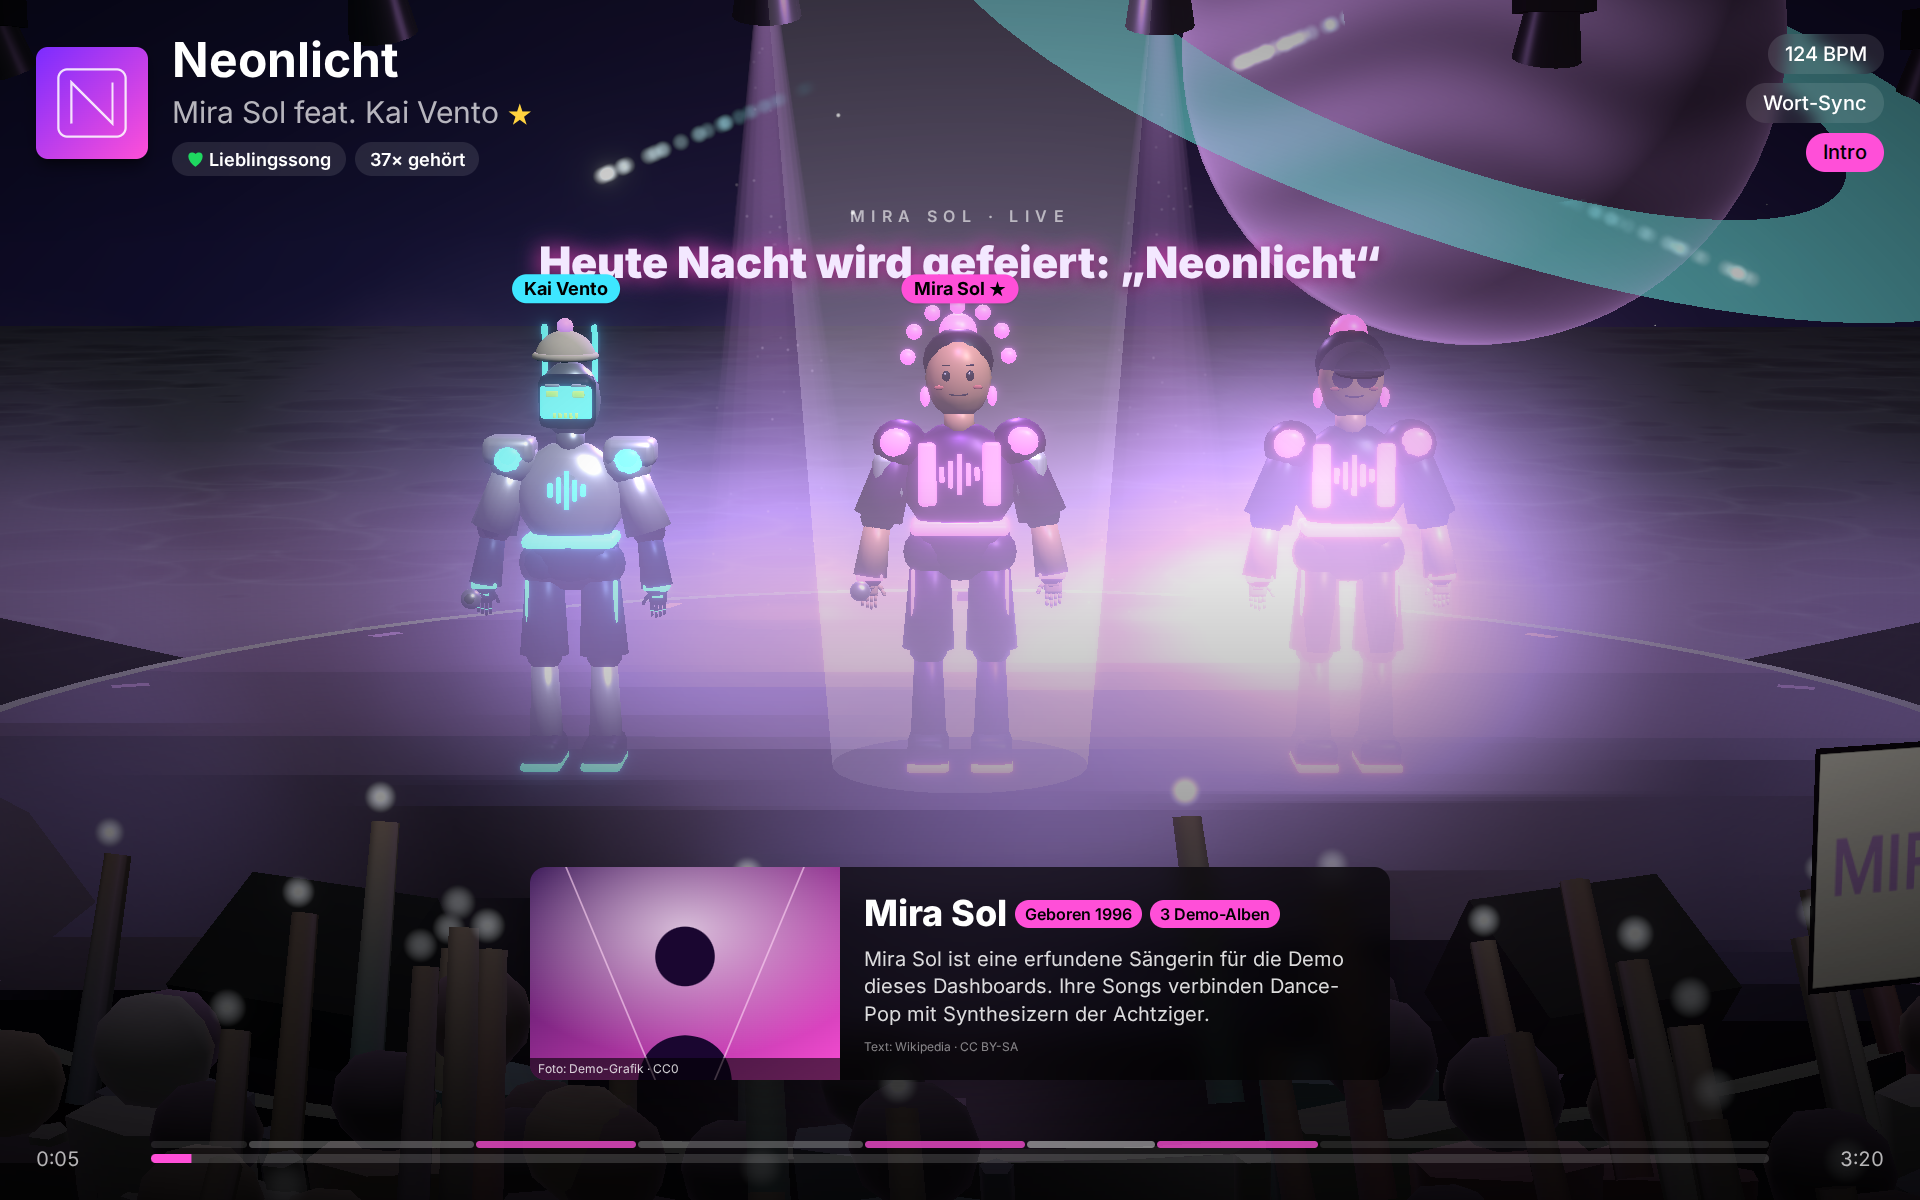 N
Neonlicht
Mira Sol feat. Kai Vento ★
Lieblingssong
37× gehört
124 BPM
Wort-Sync
Intro
MIRA SOL · LIVE
Heute Nacht wird gefeiert: „Neonlicht“
Kai Vento
Mira Sol ★
Mira Sol
Geboren 1996
3 Demo-Alben
Mira Sol ist eine erfundene Sängerin für die Demo
dieses Dashboards. Ihre Songs verbinden Dance-
Pop mit Synthesizern der Achtziger.
Text: Wikipedia · CC BY-SA
Foto: Demo-Grafik · CC0
0:05
3:20